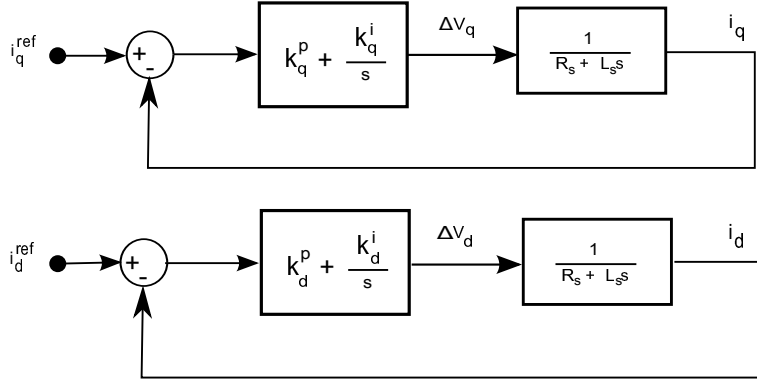 i_q^ref
+
-
k_q^p + k_q^i / s
ΔV_q
1 / R_s + L_s s
i_q
i_d^ref
+
-
k_d^p + k_d^i / s
ΔV_d
1 / R_s + L_s s
i_d